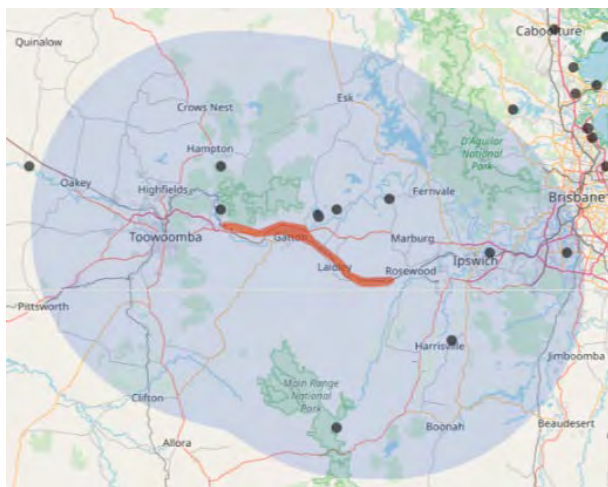 Quinalow
Caboolture
Crows Nest
Esk
D'Aguilar
National
Park
Hampton
Oakey
Highfields
Fernvale
Brisbane
Toowoomba
Gatton
Marburg
Ipswich
Laidley
Rosewood
Pittsworth
Harrisville
Jimboomba
Main Range
National
Park
Clifton
Boonah
Beaudesert
Allora